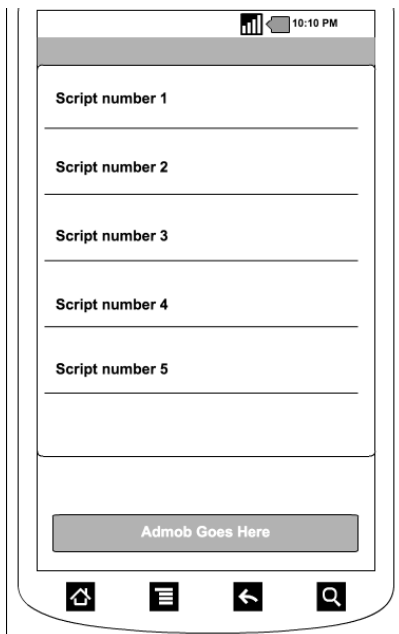 10:10 PM
Script number 1
Script number 2
Script number 3
Script number 4
Script number 5
Admob Goes Here